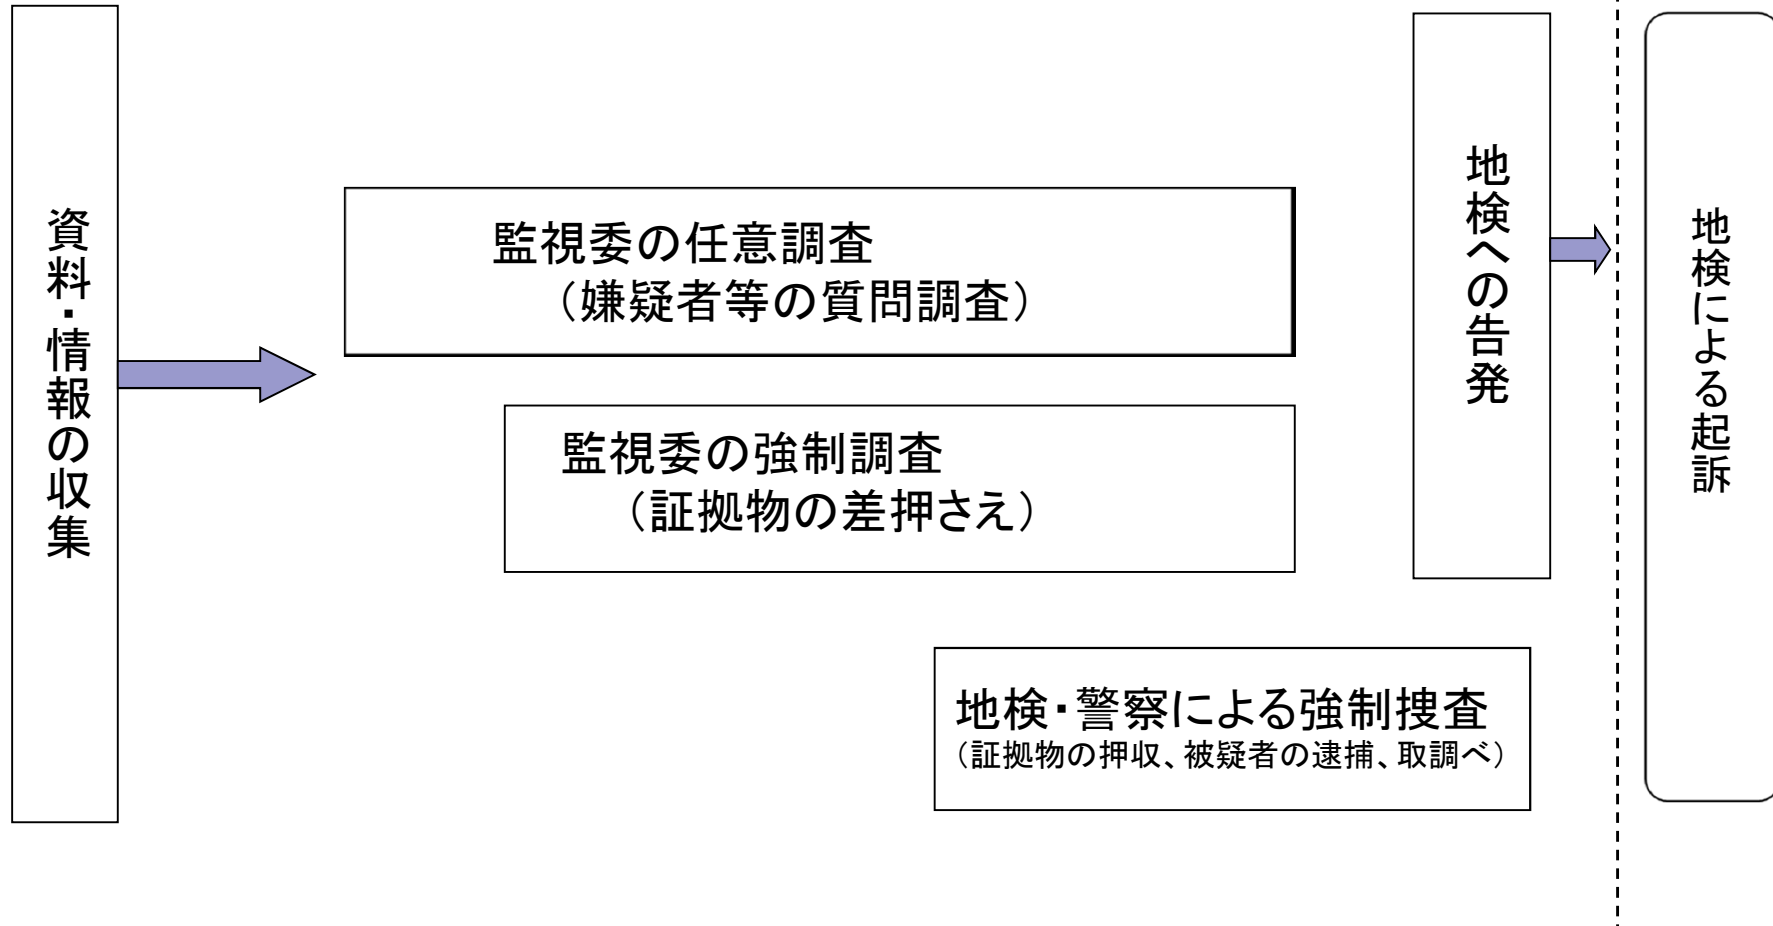 資料・情報の収集
監視委の任意調査
（嫌疑者等の質問調査）
監視委の強制調査
（証拠物の差押さえ）
地検・警察による強制捜査
（証拠物の押収、被疑者の逮捕、取調べ）
地検への告発
地検による起訴